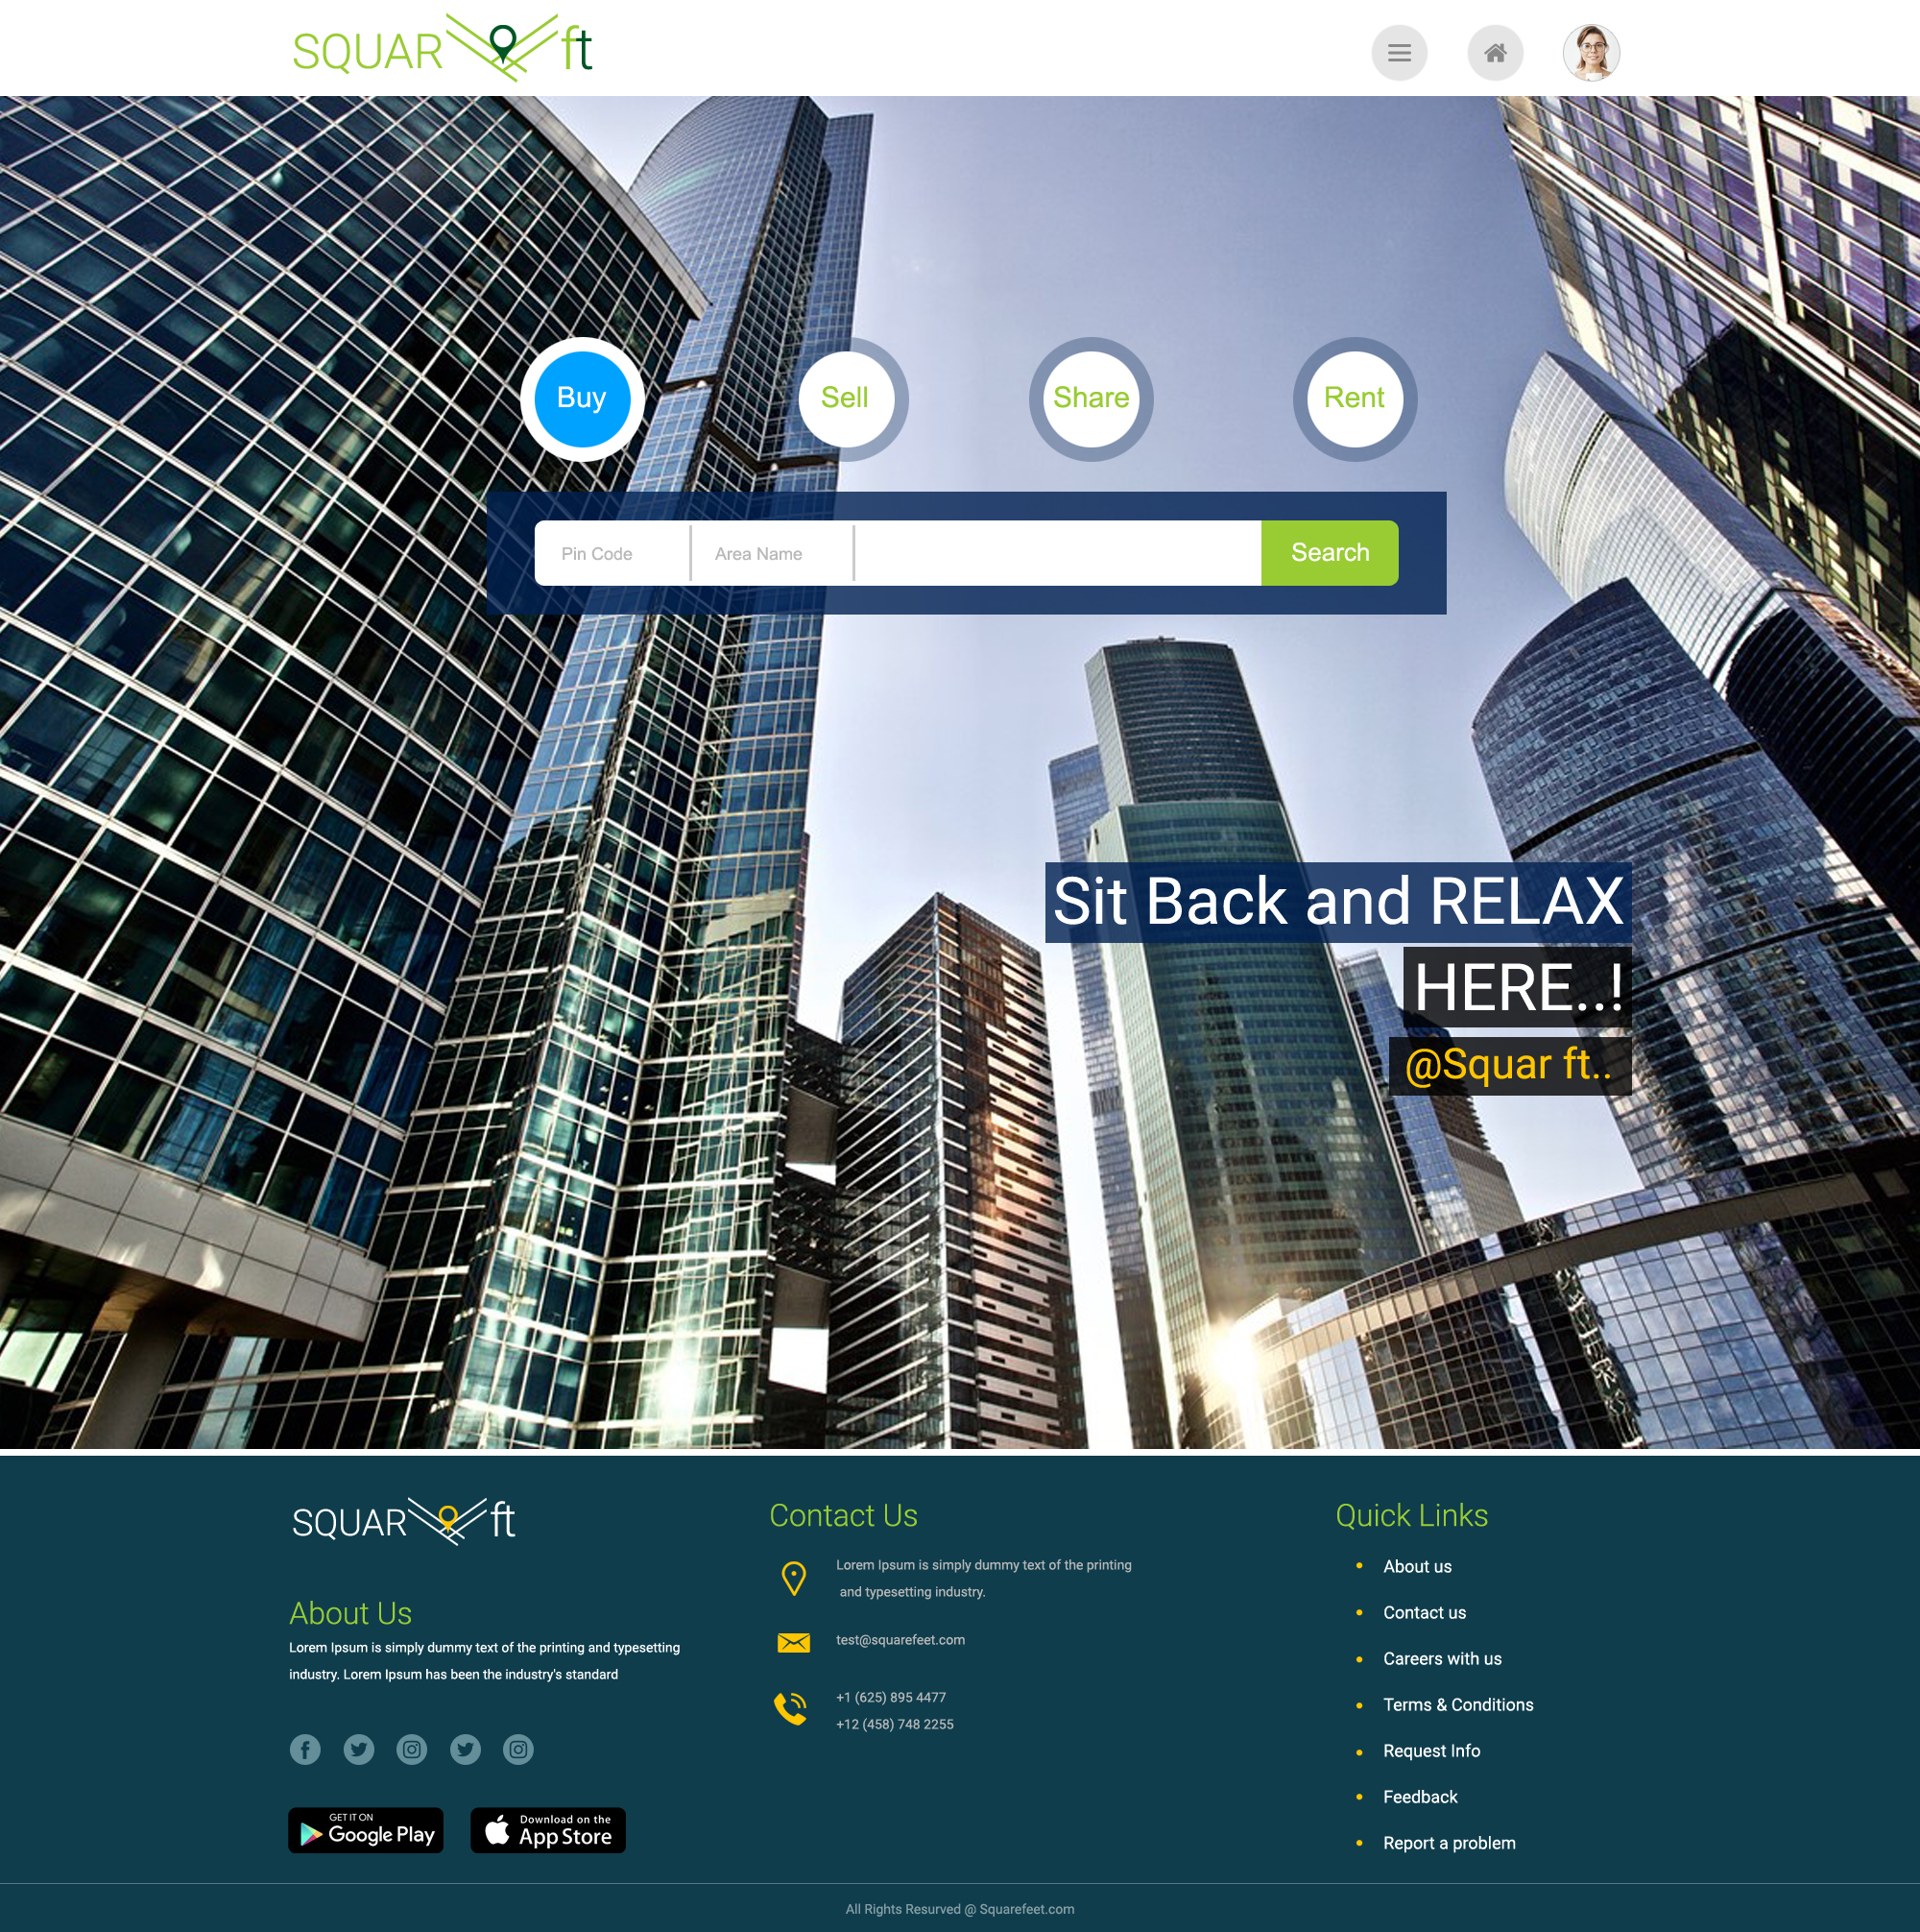 SQUAR ft
Buy
Sell
Share
Rent
Pin Code
Area Name
Search
Sit Back and RELAX
HERE..!
@Squar ft..
SQUAR ft
About Us
Lorem Ipsum is simply dummy text of the printing and typesetting
industry. Lorem Ipsum has been the industry's standard
GET IT ON
Google Play
Download on the
App Store
Contact Us
Lorem Ipsum is simply dummy text of the printing
and typesetting industry.
test@squarefeet.com
+1 (625) 895 4477
+12 (458) 748 2255
Quick Links
About us
Contact us
Careers with us
Terms & Conditions
Request Info
Feedback
Report a problem
All Rights Resurved @ Squarefeet.com